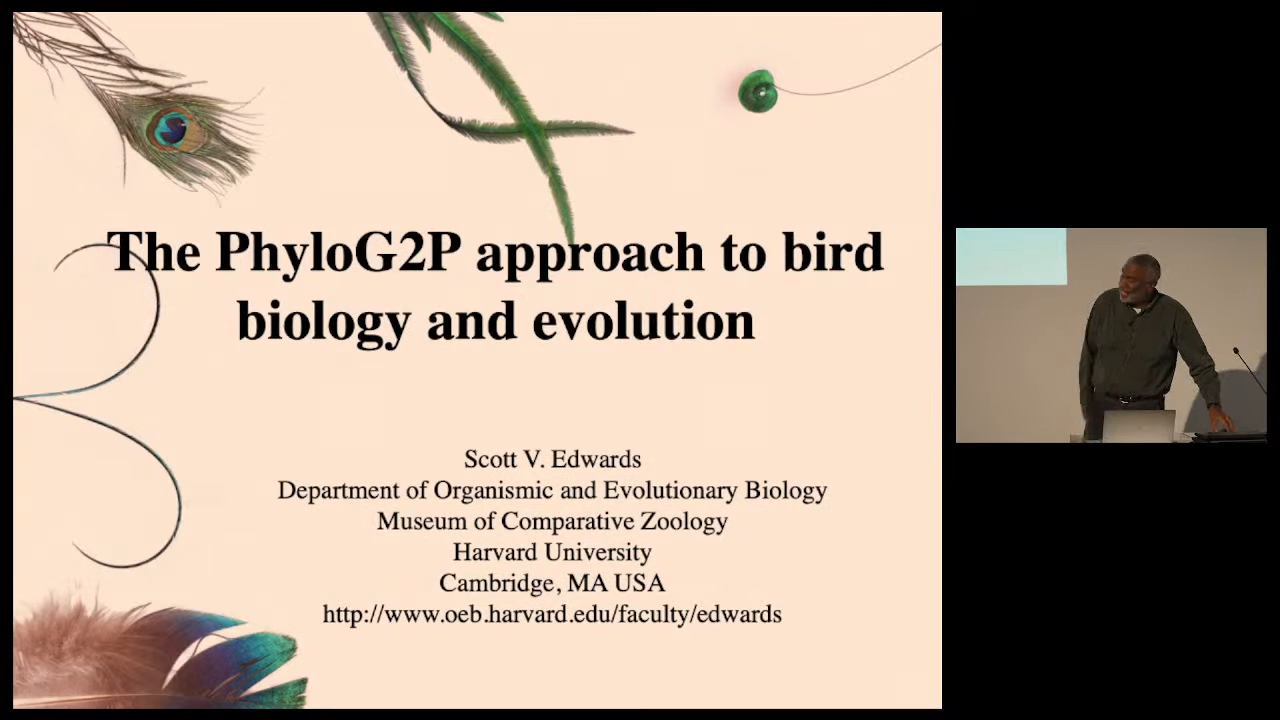 The PhyloG2P approach to bird
biology and evolution
Scott V. Edwards
Department of Organismic and Evolutionary Biology
Museum of Comparative Zoology
Harvard University
Cambridge, MA USA
http://www.oeb.harvard.edu/faculty/edwards